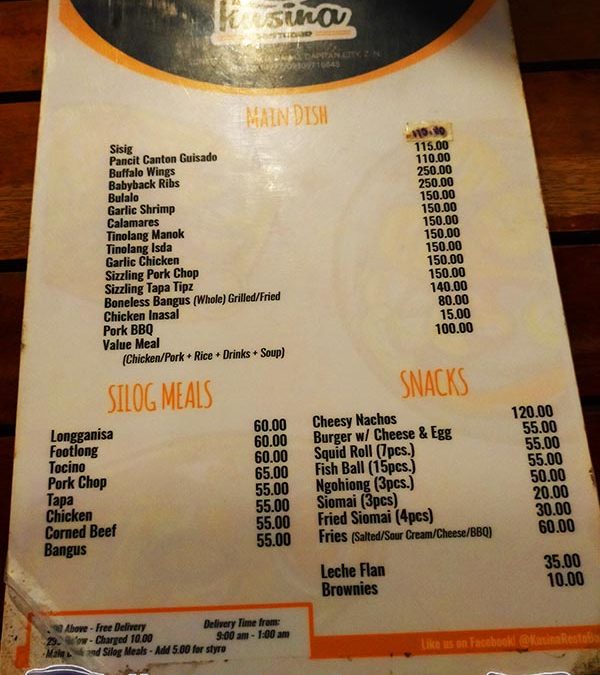 Kusina
MAIN DISH
Sisig
Pancit Canton Guisado 115.00
Buffalo Wings 110.00
Babyback Ribs 250.00
Bulalo 250.00
Garlic Shrimp 150.00
Calamares 150.00
Tinolang Manok 150.00
Tinolang Isda 150.00
Garlic Chicken 150.00
Sizzling Pork Chop 150.00
Sizzling Tapa Tipz 150.00
Boneless Bangus (Whole) Grilled/Fried 140.00
Chicken Inasal 80.00
Pork BBQ 15.00
Value Meal 100.00
(Chicken/Pork + Rice + Drinks + Soup)
SILOG MEALS
Longganisa 60.00
Footlong 60.00
Tocino 60.00
Pork Chop 65.00
Tapa 55.00
Chicken 55.00
Corned Beef 55.00
Bangus 55.00
SNACKS
Cheesy Nachos 120.00
Burger w/ Cheese & Egg 55.00
Squid Roll (7pcs.) 55.00
Fish Ball (15pcs.) 55.00
Ngohiong (3pcs.) 50.00
Siomai (3pcs) 20.00
Fried Siomai (4pcs) 30.00
Fries (Salted/Sour Cream/Cheese/BBQ) 60.00
Leche Flan 35.00
Brownies 10.00
Above - Free Delivery
- Charged 10.00
Main Dish and Silog Meals - Add 5.00 for styro
Delivery Time from:
9:00 am - 1:00 am
Like us on Facebook!